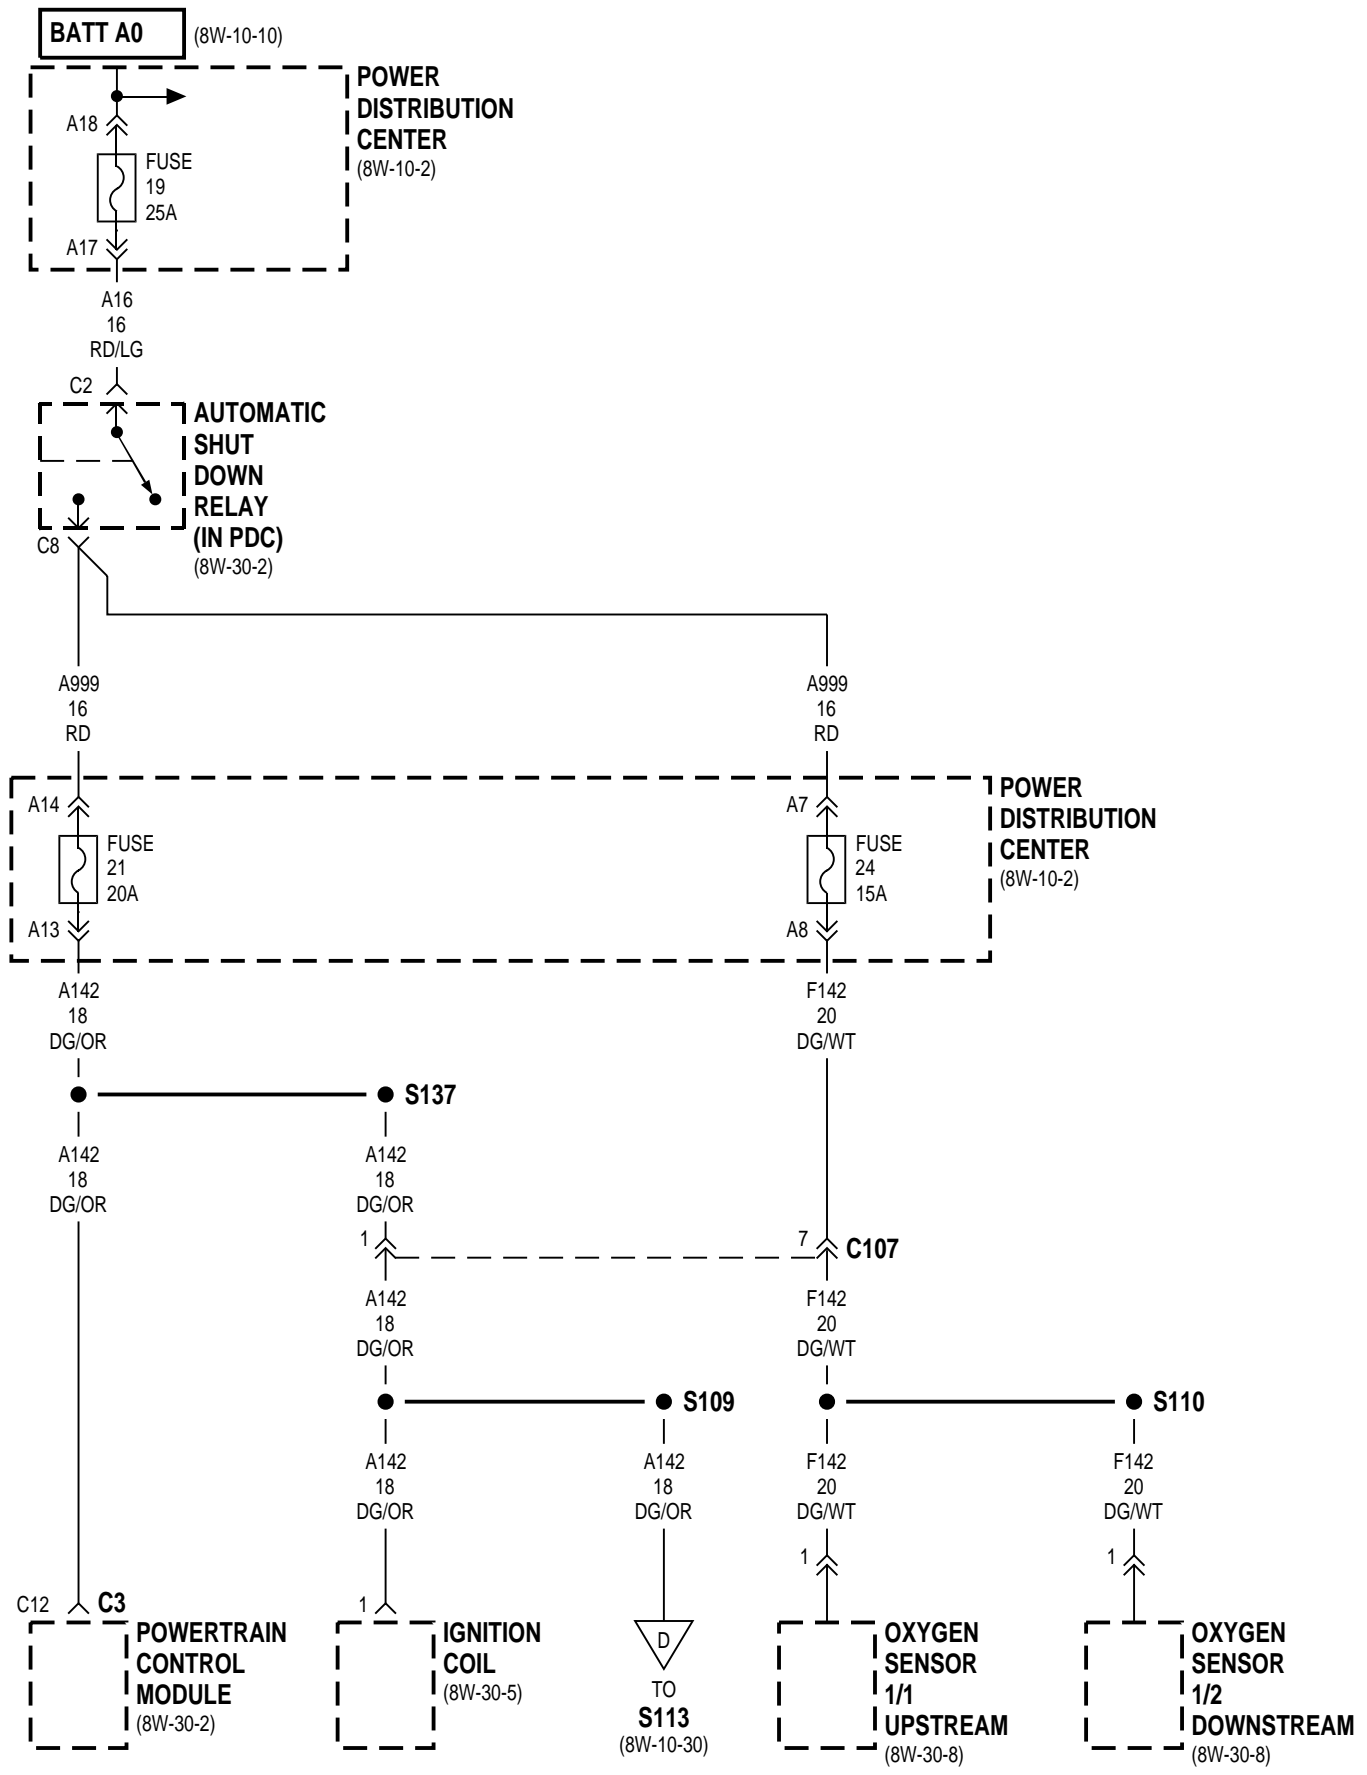 BATT A0
(8W-10-10)
POWER
DISTRIBUTION
CENTER
(8W-10-2)
A18
FUSE
19
25A
A17
A16
16
RD/LG
C2
AUTOMATIC
SHUT
DOWN
RELAY
(IN PDC)
(8W-30-2)
C8
A999
16
RD
A999
16
RD
POWER
DISTRIBUTION
CENTER
(8W-10-2)
A14
FUSE
21
20A
A13
A7
FUSE
24
15A
A8
A142
18
DG/OR
F142
20
DG/WT
S137
A142
18
DG/OR
A142
18
DG/OR
1
7
C107
A142
18
DG/OR
F142
20
DG/WT
S109
S110
A142
18
DG/OR
A142
18
DG/OR
F142
20
DG/WT
F142
20
DG/WT
1
1
C12
C3
POWERTRAIN
CONTROL
MODULE
(8W-30-2)
1
IGNITION
COIL
(8W-30-5)
D
TO
S113
(8W-10-30)
OXYGEN
SENSOR
1/1
UPSTREAM
(8W-30-8)
OXYGEN
SENSOR
1/2
DOWNSTREAM
(8W-30-8)